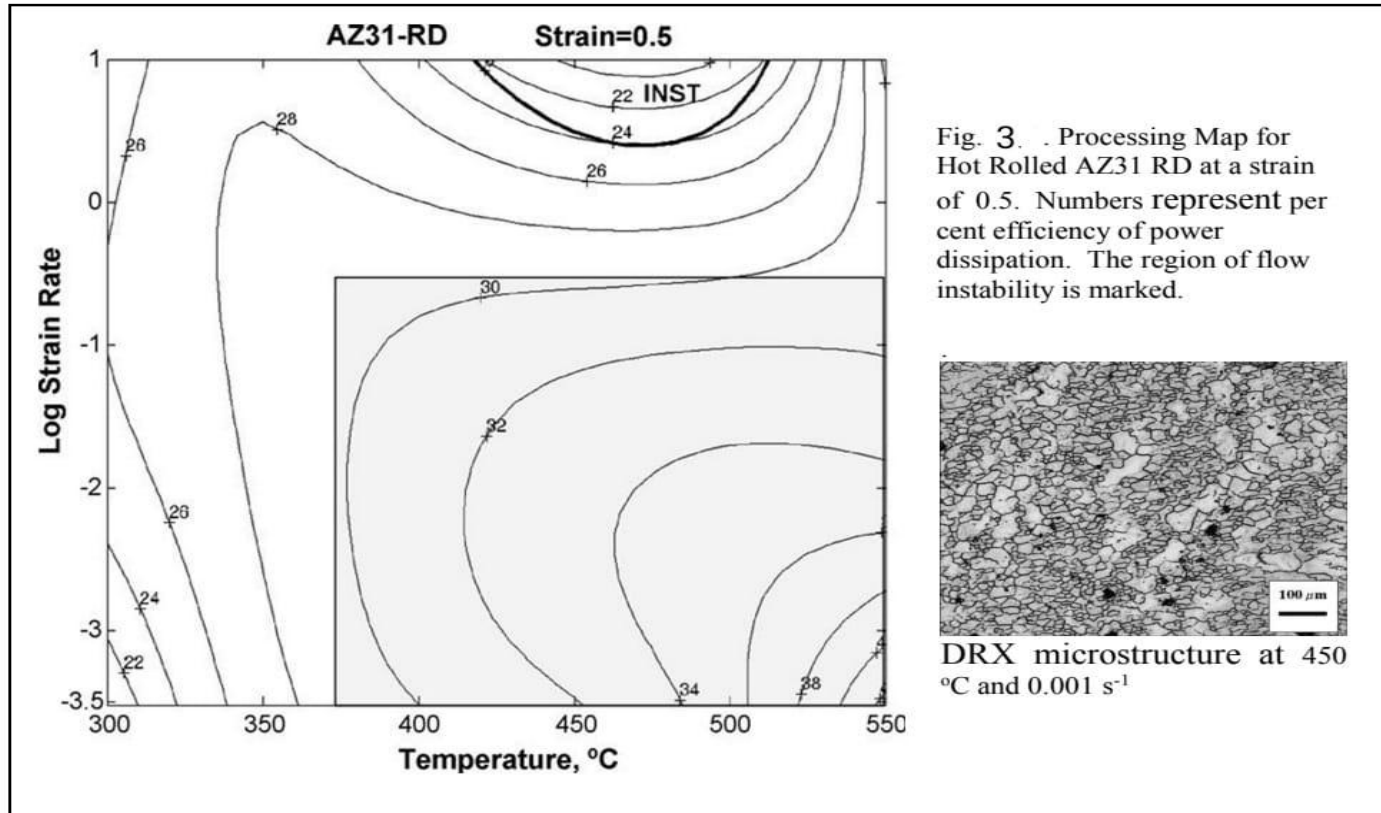 AZ31-RD Strain=0.5
1
0
-1
-2
-3
-3.5
Log Strain Rate
300
350
400
450
500
550
Temperature, ºC
26
28
22 INST
24
26
30
32
26
24
22
34
38
Fig. 3. . Processing Map for
Hot Rolled AZ31 RD at a strain
of 0.5. Numbers represent per
cent efficiency of power
dissipation. The region of flow
instability is marked.
100 µm
DRX microstructure at 450
ºC and 0.001 s⁻¹